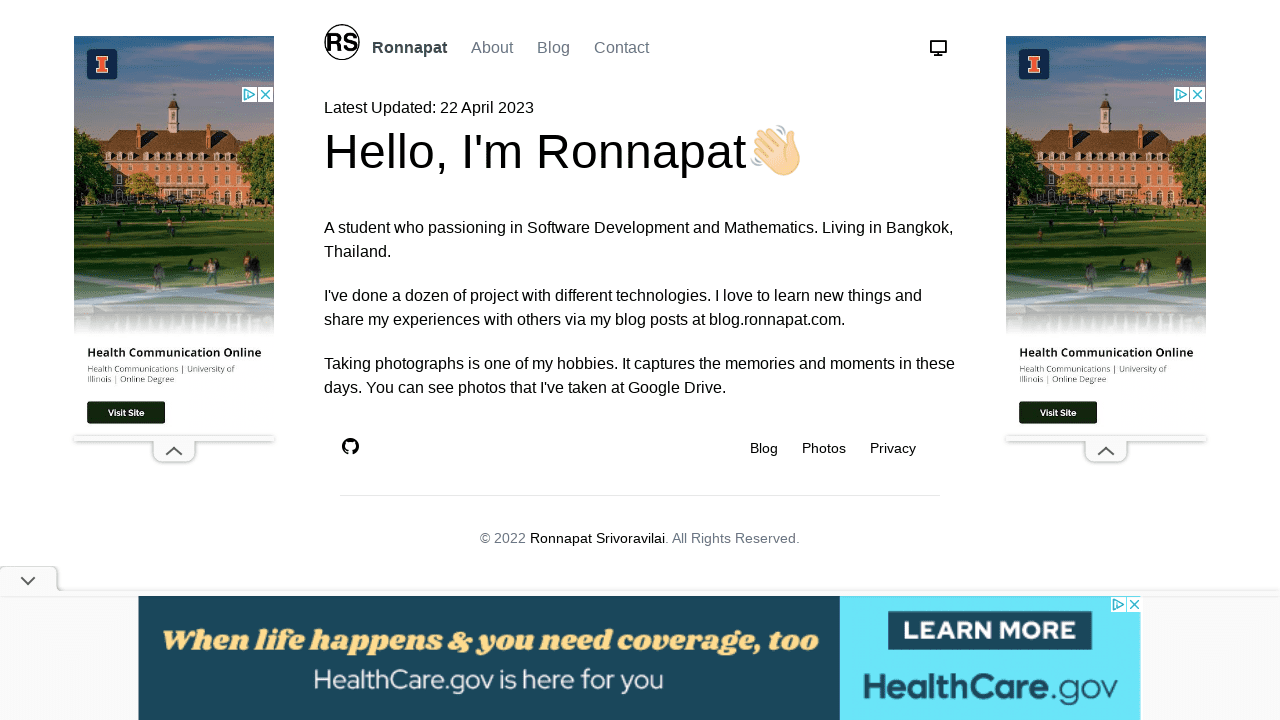 RS Ronnapat About Blog Contact
Latest Updated: 22 April 2023
Hello, I'm Ronnapat
A student who passioning in Software Development and Mathematics. Living in Bangkok,
Thailand.
I've done a dozen of project with different technologies. I love to learn new things and
share my experiences with others via my blog posts at blog.ronnapat.com.
Taking photographs is one of my hobbies. It captures the memories and moments in these
days. You can see photos that I've taken at Google Drive.
Blog Photos Privacy
© 2022 Ronnapat Srivoravilai. All Rights Reserved.
I
Health Communication Online
Health Communications | University of
Illinois | Online Degree
Visit Site
I
Health Communication Online
Health Communications | University of
Illinois | Online Degree
Visit Site
When life happens & you need coverage, too
HealthCare.gov is here for you
LEARN MORE
HealthCare.gov